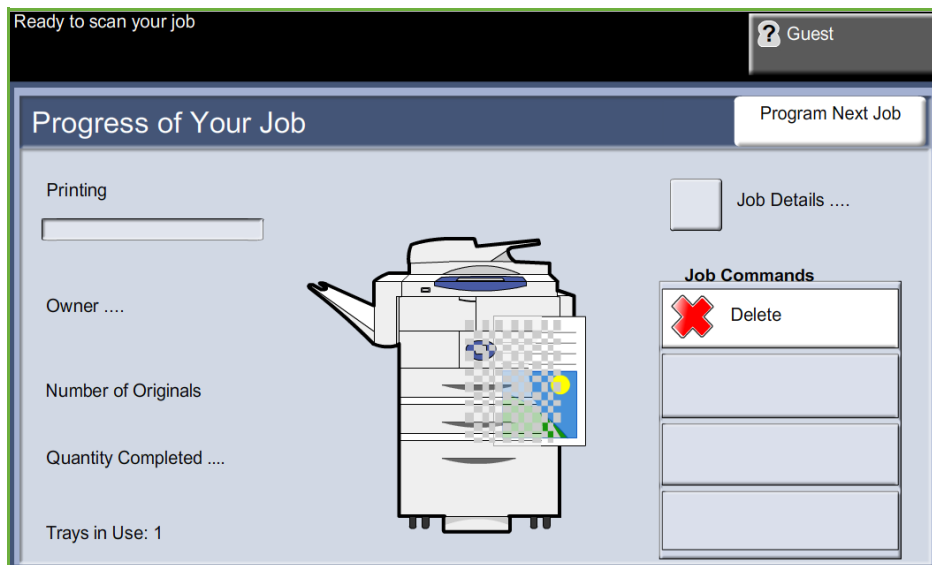 Ready to scan your job
? Guest
Progress of Your Job
Program Next Job
Printing
Job Details ....
Job Commands
Owner ....
Delete
Number of Originals
Quantity Completed ....
Trays in Use: 1